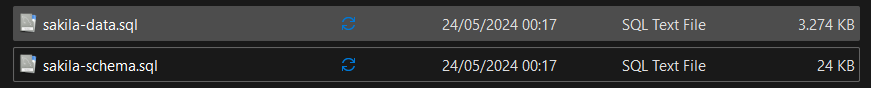 sakila-data.sql 24/05/2024 00:17 SQL Text File 3.274 KB
sakila-schema.sql 24/05/2024 00:17 SQL Text File 24 KB